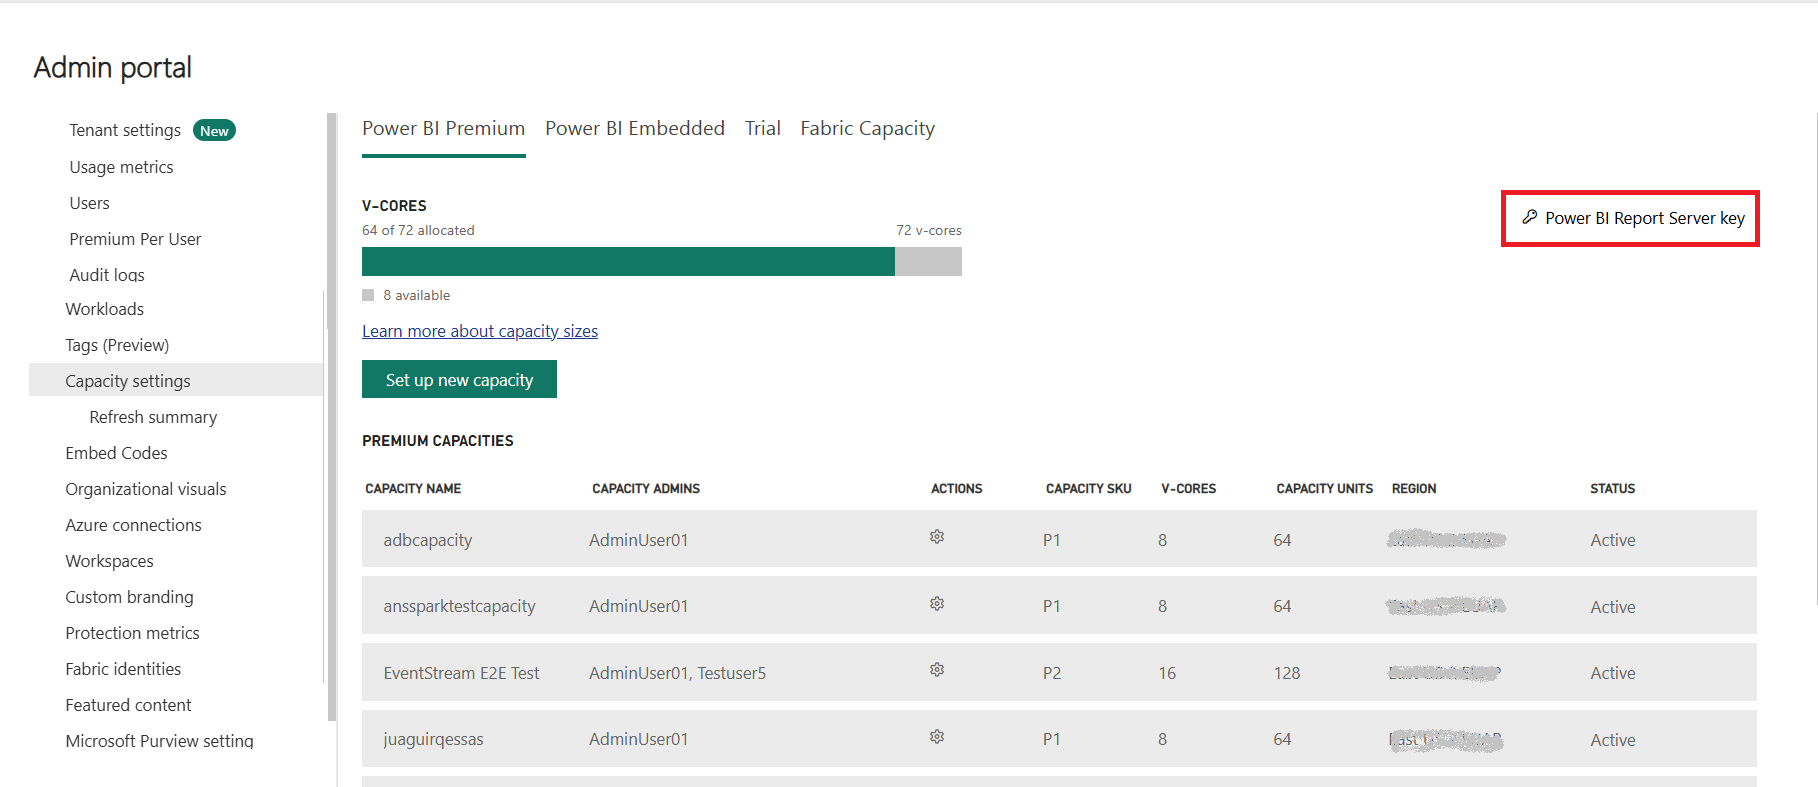 Admin portal
Tenant settings New
Usage metrics
Users
Premium Per User
Audit logs
Workloads
Tags (Preview)
Capacity settings
Refresh summary
Embed Codes
Organizational visuals
Azure connections
Workspaces
Custom branding
Protection metrics
Fabric identities
Featured content
Microsoft Purview setting
Power BI Premium Power BI Embedded Trial Fabric Capacity
Power BI Report Server key
V-CORES
64 of 72 allocated 72 v-cores
8 available
Learn more about capacity sizes
Set up new capacity
PREMIUM CAPACITIES
CAPACITY NAME CAPACITY ADMINS ACTIONS CAPACITY SKU V-CORES CAPACITY UNITS REGION STATUS
adbcapacity AdminUser01 P1 8 64 Active
anssparktestcapacity AdminUser01 P1 8 64 Active
EventStream E2E Test AdminUser01, Testuser5 P2 16 128 Active
juaguirqessas AdminUser01 P1 8 64 Active